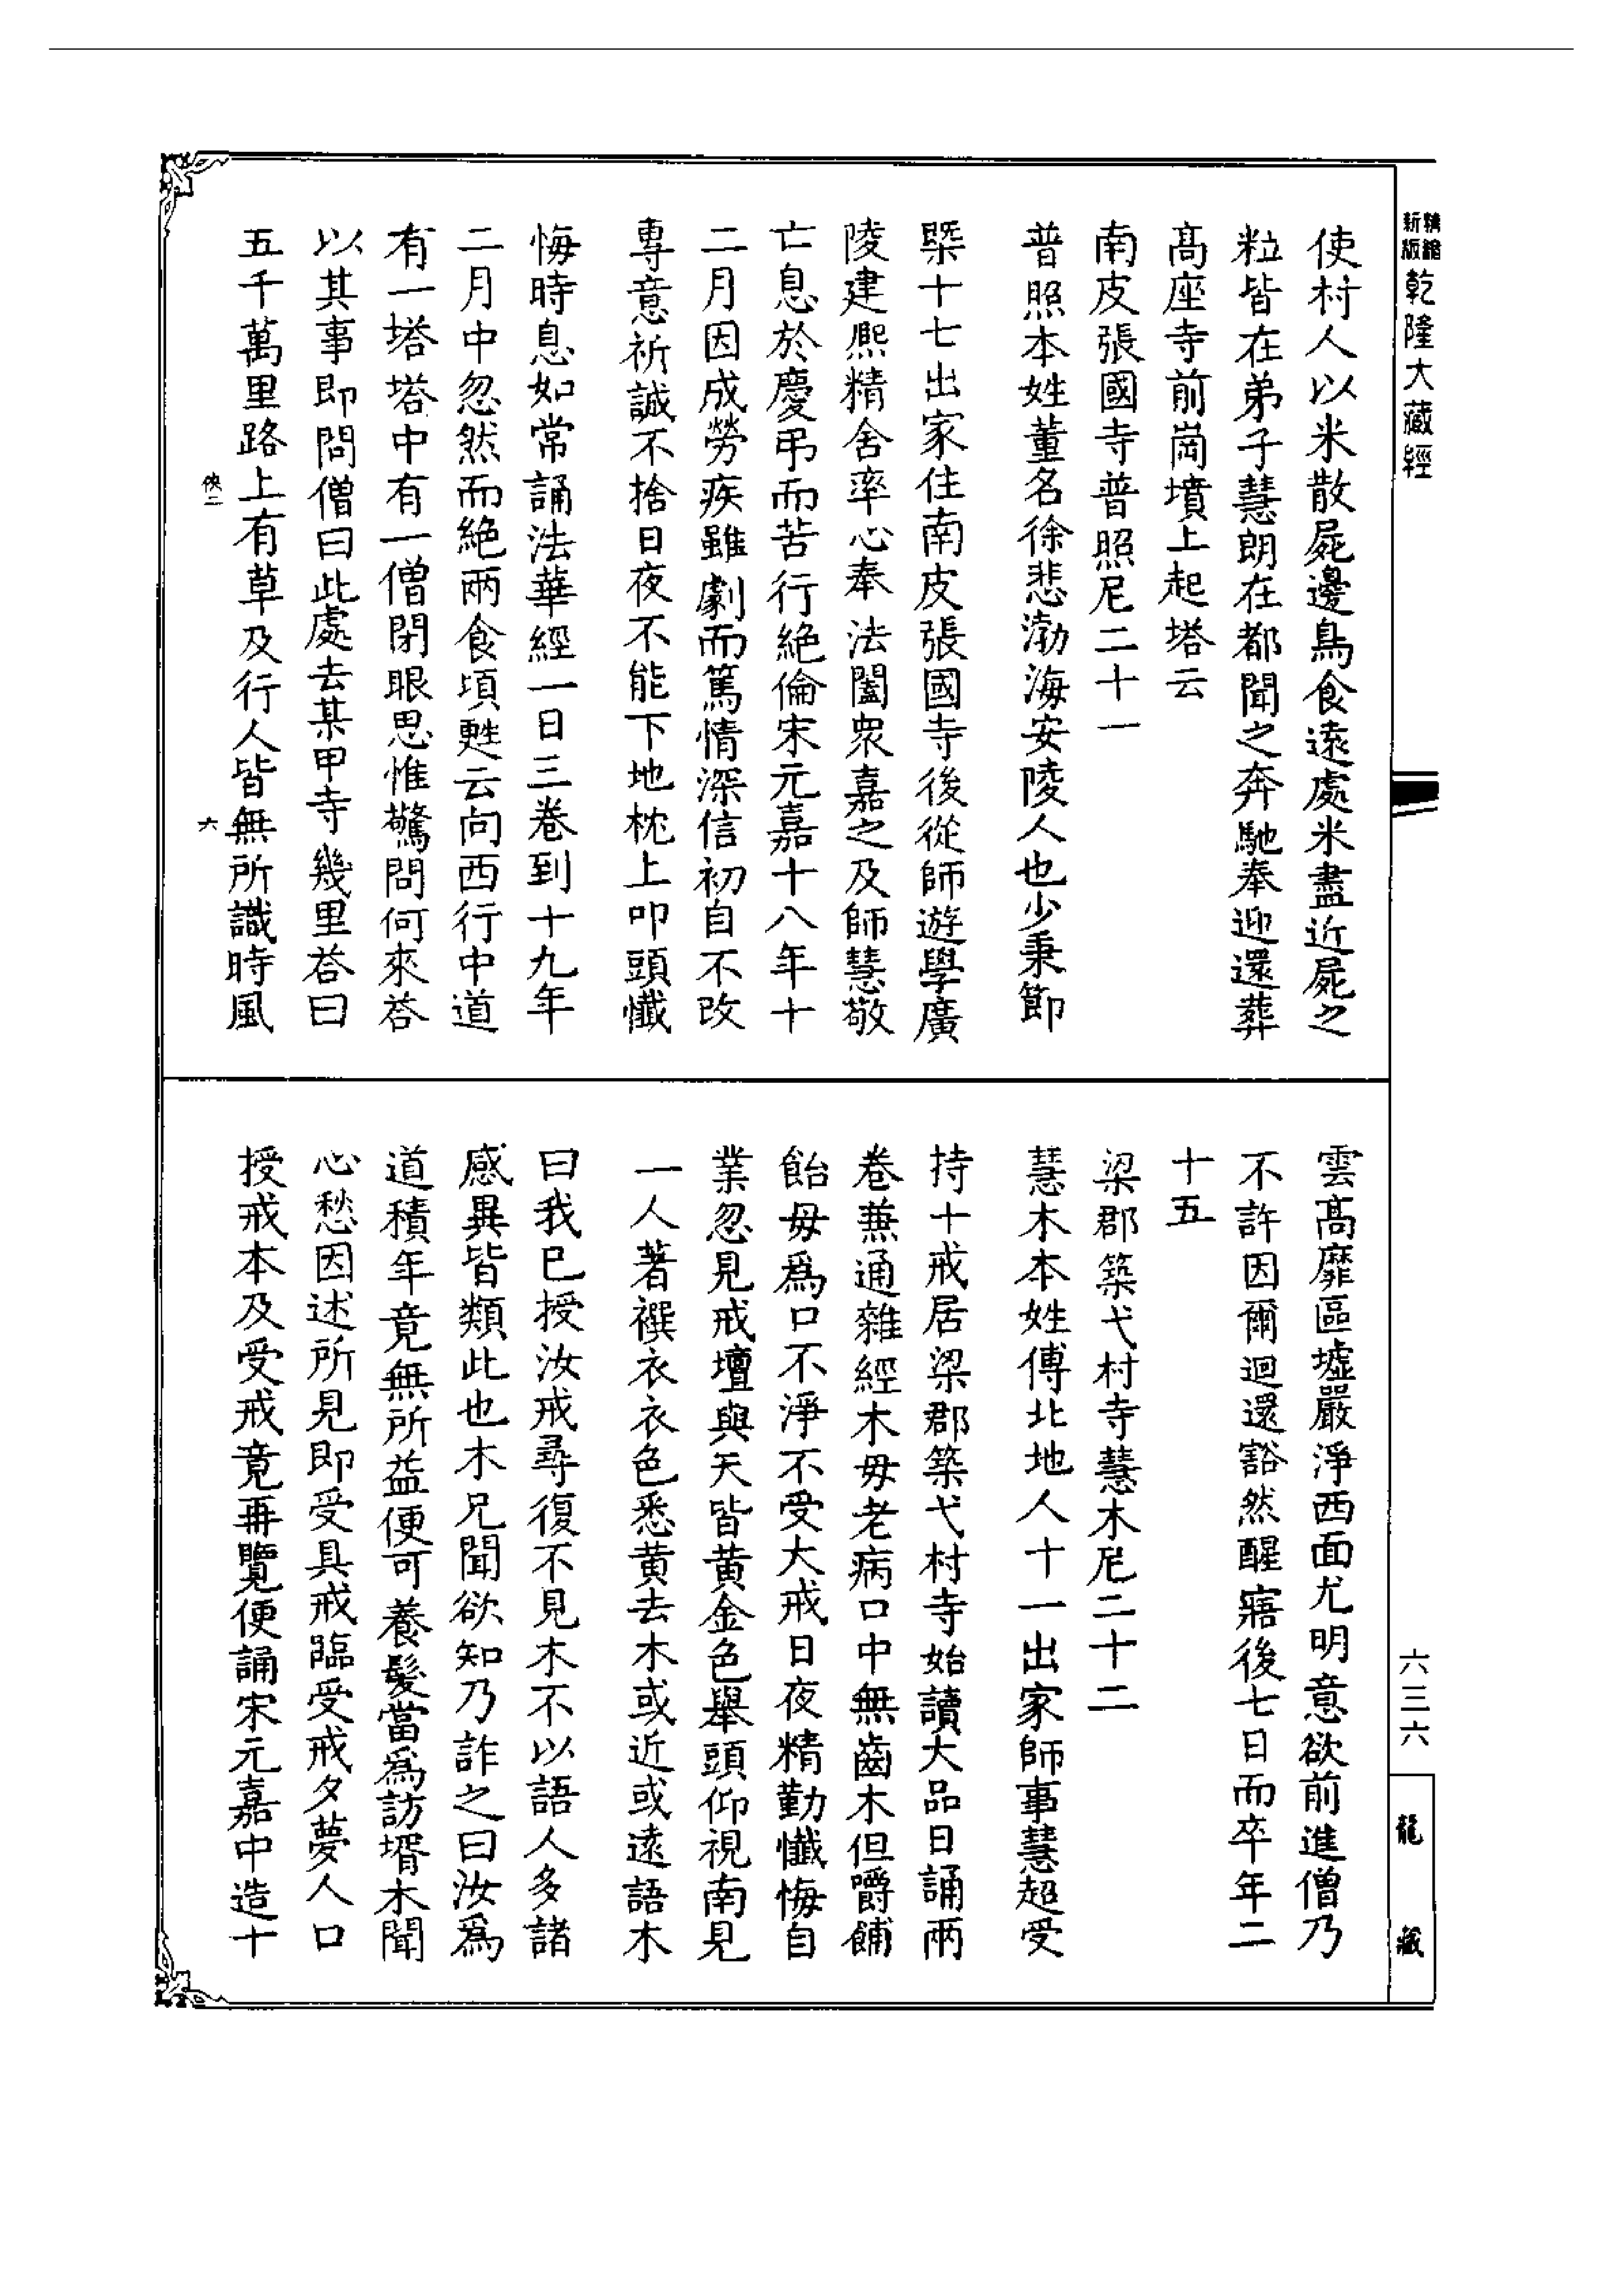 精縮
新版
乾隆大藏經
使村人以米散屍邊鳥食遠處米盡近屍之
粒皆在弟子慧朗在都聞之奔馳奉迎還葬
高座寺前崗墳上起塔云
南皮張國寺普照尼二十一
普照本姓董名徐悲渤海安陵人也少秉節
槩十七出家住南皮張國寺後從師遊學廣
陵建熈精舍率心奉法闔衆嘉之及師慧敬
亡息於慶弔而苦行絶倫宋元嘉十八年十
二月因成勞疾雖劇而篤情深信初自不改
專意祈誠不捨日夜不能下地枕上叩頭懺
悔時息如常誦法華經一日三卷到十九年
二月中忽然而絶兩食頃甦云向西行中道
有一塔塔中有一僧閉眼思惟驚問何來荅
以其事即問僧曰此處去某甲寺幾里荅曰
五千萬里路上有草及行人皆無所識時風
俠二
六
雲高靡區墟嚴淨西面尤明意欲前進僧乃
不許因爾迴還豁然醒寤後七日而卒年二
十五
梁郡築弋村寺慧木尼二十二
慧木本姓傅北地人十一出家師事慧超受
持十戒居梁郡築弋村寺始讀大品日誦兩
卷兼通雜經木毋老病口中無齒木但嚼餔
飴毋爲口不淨不受大戒日夜精勤懺悔自
業忽見戒壇與天皆黃金色舉頭仰視南見
一人著襈衣衣色悉黃去木或近或遠語木
曰我已授汝戒尋復不見木不以語人多諸
感異皆類此也木兄聞欲知乃詐之曰汝爲
道積年竟無所益便可養髮當爲訪壻木聞
心愁因述所見即受具戒臨受戒夕夢人口
授戒本及受戒竟再覽便誦宋元嘉中造十
六三六
龍藏